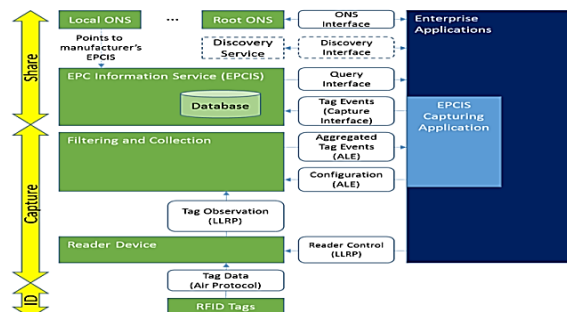 Local ONS
...
Root ONS
ONS
Interface
Enterprise
Applications
Points to
manufacturer's
EPCIS
Discovery
Service
Discovery
Interface
Share
EPC Information Service (EPCIS)
Database
Query
Interface
Tag Events
(Capture
Interface)
EPCIS
Capturing
Application
Capture
Filtering and Collection
Aggregated
Tag Events
(ALE)
Configuration
(ALE)
Tag Observation
(LLRP)
Reader Device
Reader Control
(LLRP)
Tag Data
(Air Protocol)
ID
RFID Tags